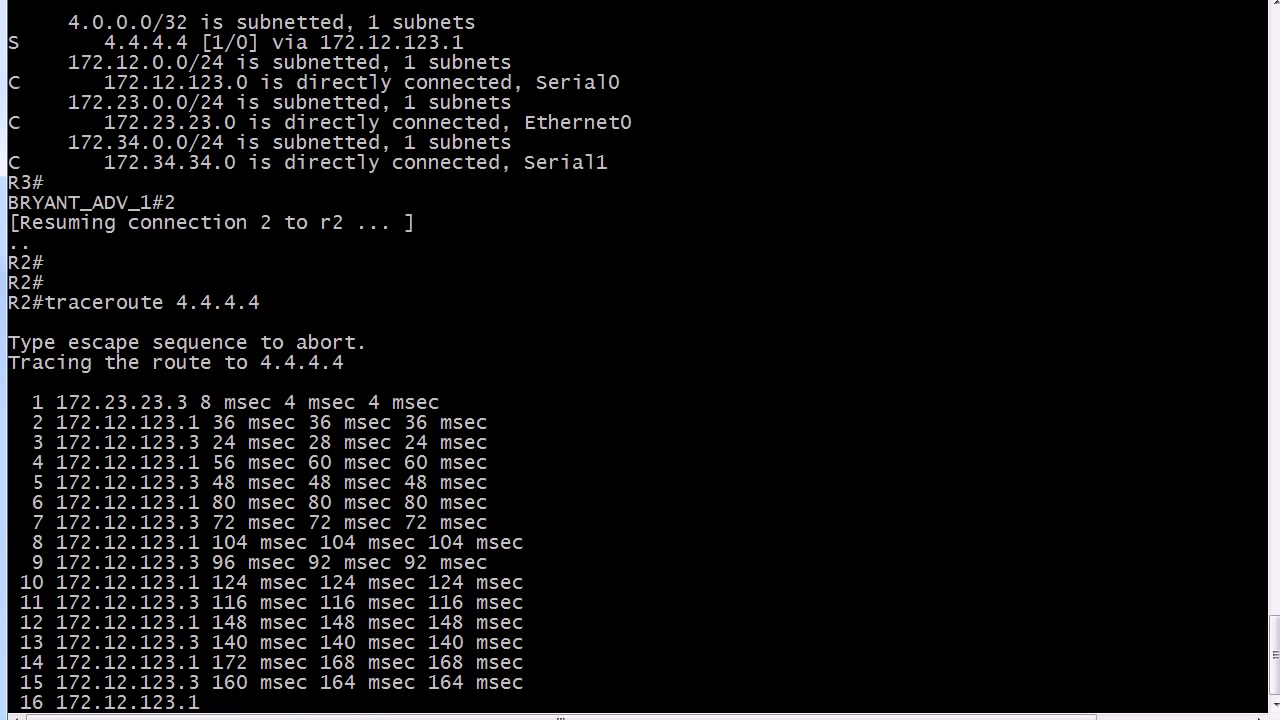 4.0.0.0/32 is subnetted, 1 subnets
S 4.4.4.4 [1/0] via 172.12.123.1
172.12.0.0/24 is subnetted, 1 subnets
C 172.12.123.0 is directly connected, Serial0
172.23.0.0/24 is subnetted, 1 subnets
C 172.23.23.0 is directly connected, Ethernet0
172.34.0.0/24 is subnetted, 1 subnets
C 172.34.34.0 is directly connected, Serial1
R3#
BRYANT_ADV_1#2
[Resuming connection 2 to r2 ... ]
..
R2#
R2#
R2#traceroute 4.4.4.4
Type escape sequence to abort.
Tracing the route to 4.4.4.4
1 172.23.23.3 8 msec 4 msec 4 msec
2 172.12.123.1 36 msec 36 msec 36 msec
3 172.12.123.3 24 msec 28 msec 24 msec
4 172.12.123.1 56 msec 60 msec 60 msec
5 172.12.123.3 48 msec 48 msec 48 msec
6 172.12.123.1 80 msec 80 msec 80 msec
7 172.12.123.3 72 msec 72 msec 72 msec
8 172.12.123.1 104 msec 104 msec 104 msec
9 172.12.123.3 96 msec 92 msec 92 msec
10 172.12.123.1 124 msec 124 msec 124 msec
11 172.12.123.3 116 msec 116 msec 116 msec
12 172.12.123.1 148 msec 148 msec 148 msec
13 172.12.123.3 140 msec 140 msec 140 msec
14 172.12.123.1 172 msec 168 msec 168 msec
15 172.12.123.3 160 msec 164 msec 164 msec
16 172.12.123.1